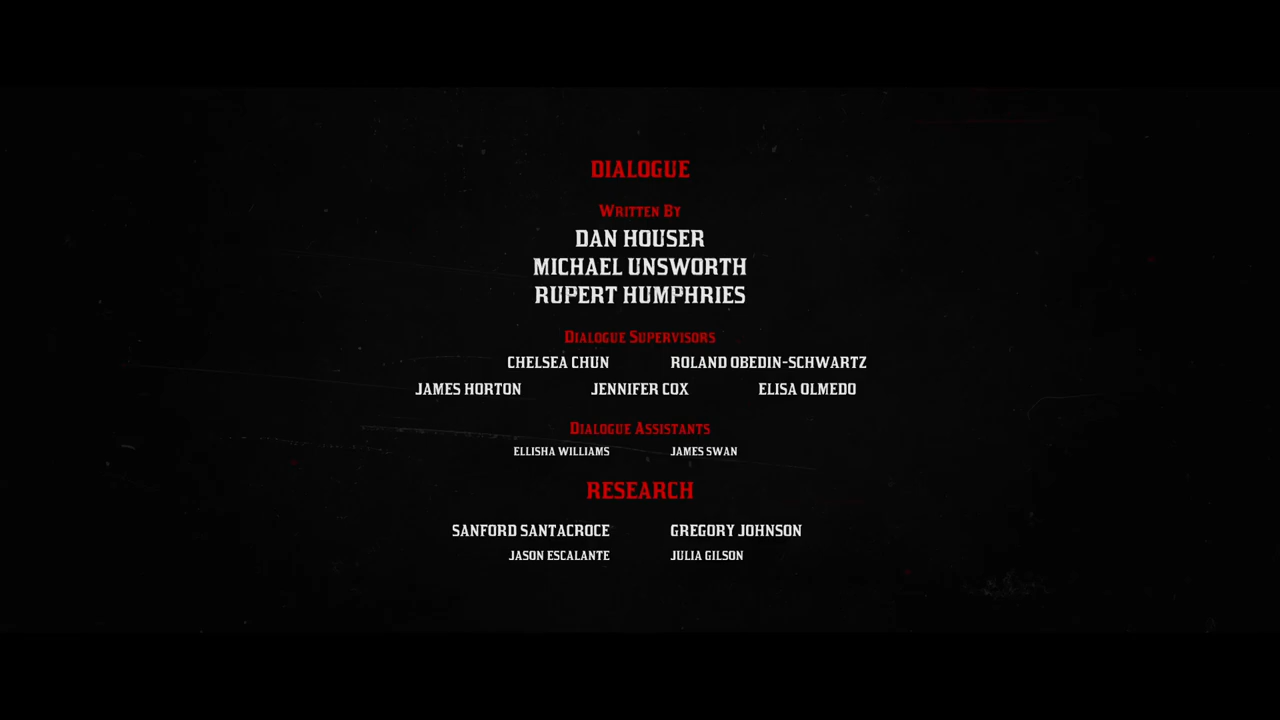 DIALOGUE
WRITTEN BY
DAN HOUSER
MICHAEL UNSWORTH
RUPERT HUMPHRIES
DIALOGUE SUPERVISORS
CHELSEA CHUN ROLAND OBEDIN-SCHWARTZ
JAMES HORTON JENNIFER COX ELISA OLMEDO
DIALOGUE ASSISTANTS
ELLISHA WILLIAMS JAMES SWAN
RESEARCH
SANFORD SANTACROCE GREGORY JOHNSON
JASON ESCALANTE JULIA GILSON